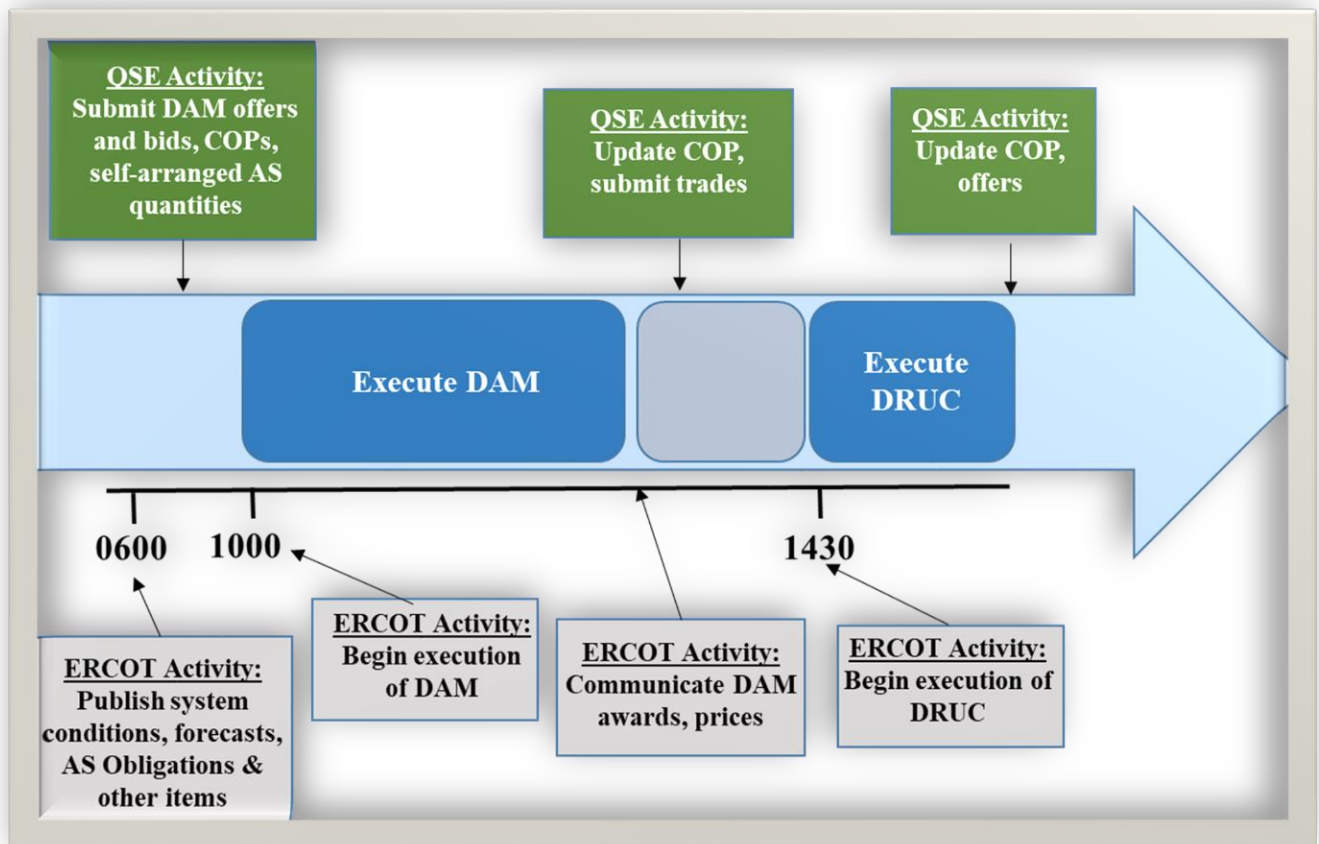 QSE Activity:
Submit DAM offers
and bids, COPs,
self-arranged AS
quantities
QSE Activity:
Update COP,
submit trades
QSE Activity:
Update COP,
offers
Execute DAM
Execute
DRUC
0600
1000
1430
ERCOT Activity:
Publish system
conditions, forecasts,
AS Obligations &
other items
ERCOT Activity:
Begin execution
of DAM
ERCOT Activity:
Communicate DAM
awards, prices
ERCOT Activity:
Begin execution of
DRUC